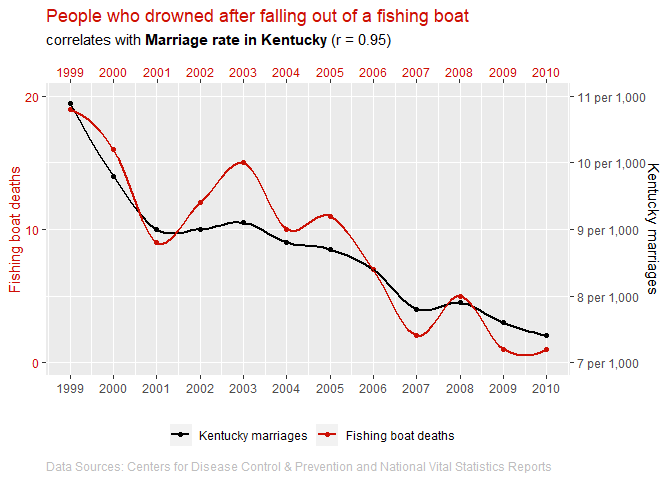 People who drowned after falling out of a fishing boat
correlates with Marriage rate in Kentucky (r = 0.95)
1999 2000 2001 2002 2003 2004 2005 2006 2007 2008 2009 2010
20
10
0
Fishing boat deaths
11 per 1,000
10 per 1,000
9 per 1,000
8 per 1,000
7 per 1,000
Kentucky marriages
1999 2000 2001 2002 2003 2004 2005 2006 2007 2008 2009 2010
Kentucky marriages Fishing boat deaths
Data Sources: Centers for Disease Control & Prevention and National Vital Statistics Reports